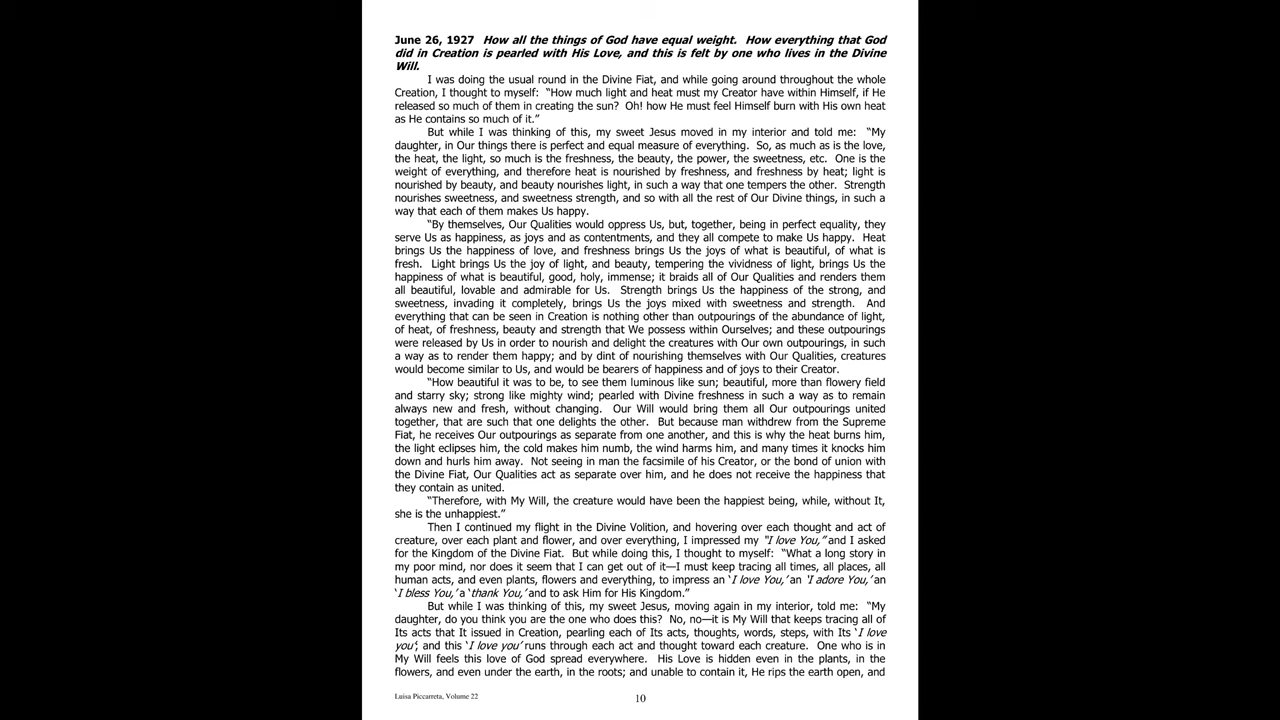 June 26, 1927  How all the things of God have equal weight.  How everything that God
did in Creation is pearled with His Love, and this is felt by one who lives in the Divine
Will.
I was doing the usual round in the Divine Fiat, and while going around throughout the whole
Creation, I thought to myself:  “How much light and heat must my Creator have within Himself, if He
released so much of them in creating the sun?  Oh! how He must feel Himself burn with His own heat
as He contains so much of it.”
But while I was thinking of this, my sweet Jesus moved in my interior and told me:  “My
daughter, in Our things there is perfect and equal measure of everything.  So, as much as is the love,
the heat, the light, so much is the freshness, the beauty, the power, the sweetness, etc.  One is the
weight of everything, and therefore heat is nourished by freshness, and freshness by heat; light is
nourished by beauty, and beauty nourishes light, in such a way that one tempers the other.  Strength
nourishes sweetness, and sweetness strength, and so with all the rest of Our Divine things, in such a
way that each of them makes Us happy.
“By themselves, Our Qualities would oppress Us, but, together, being in perfect equality, they
serve Us as happiness, as joys and as contentments, and they all compete to make Us happy.  Heat
brings Us the happiness of love, and freshness brings Us the joys of what is beautiful, of what is
fresh.  Light brings Us the joy of light, and beauty, tempering the vividness of light, brings Us the
happiness of what is beautiful, good, holy, immense; it braids all of Our Qualities and renders them
all beautiful, lovable and admirable for Us.  Strength brings Us the happiness of the strong, and
sweetness, invading it completely, brings Us the joys mixed with sweetness and strength.  And
everything that can be seen in Creation is nothing other than outpourings of the abundance of light,
of heat, of freshness, beauty and strength that We possess within Ourselves; and these outpourings
were released by Us in order to nourish and delight the creatures with Our own outpourings, in such
a way as to render them happy; and by dint of nourishing themselves with Our Qualities, creatures
would become similar to Us, and would be bearers of happiness and of joys to their Creator.
“How beautiful it was to be, to see them luminous like sun; beautiful, more than flowery field
and starry sky; strong like mighty wind; pearled with Divine freshness in such a way as to remain
always new and fresh, without changing.  Our Will would bring them all Our outpourings united
together, that are such that one delights the other.  But because man withdrew from the Supreme
Fiat, he receives Our outpourings as separate from one another, and this is why the heat burns him,
the light eclipses him, the cold makes him numb, the wind harms him, and many times it knocks him
down and hurls him away.  Not seeing in man the facsimile of his Creator, or the bond of union with
the Divine Fiat, Our Qualities act as separate over him, and he does not receive the happiness that
they contain as united.
“Therefore, with My Will, the creature would have been the happiest being, while, without It,
she is the unhappiest.”
Then I continued my flight in the Divine Volition, and hovering over each thought and act of
creature, over each plant and flower, and over everything, I impressed my “I love You,” and I asked
for the Kingdom of the Divine Fiat.  But while doing this, I thought to myself:  “What a long story in
my poor mind, nor does it seem that I can get out of it—I must keep tracing all times, all places, all
human acts, and even plants, flowers and everything, to impress an ‘I love You,’ an ‘I adore You,’ an
‘I bless You,’ a ‘thank You,’ and to ask Him for His Kingdom.”
But while I was thinking of this, my sweet Jesus, moving again in my interior, told me:  “My
daughter, do you think you are the one who does this?  No, no—it is My Will that keeps tracing all of
Its acts that It issued in Creation, pearling each of Its acts, thoughts, words, steps, with Its ‘I love
you’; and this ‘I love you’ runs through each act and thought toward each creature.  One who is in
My Will feels this love of God spread everywhere.  His Love is hidden even in the plants, in the
flowers, and even under the earth, in the roots; and unable to contain it, He rips the earth open, and
Luisa Piccarreta, Volume 22
10